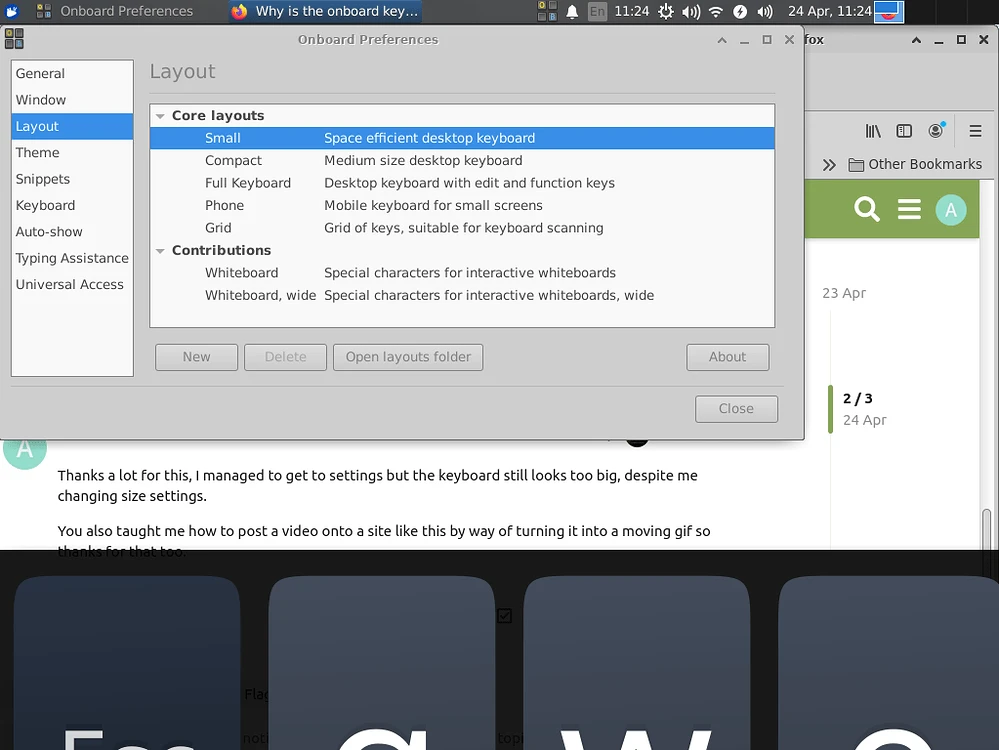 Onboard Preferences Why is the onboard key... En 11:24 24 Apr, 11:24
Onboard Preferences
fox
General
Window
Layout
Theme
Snippets
Keyboard
Auto-show
Typing Assistance
Universal Access
Layout
Core layouts
Small Space efficient desktop keyboard
Compact Medium size desktop keyboard
Full Keyboard Desktop keyboard with edit and function keys
Phone Mobile keyboard for small screens
Grid Grid of keys, suitable for keyboard scanning
Contributions
Whiteboard Special characters for interactive whiteboards
Whiteboard, wide Special characters for interactive whiteboards, wide
New Delete Open layouts folder About
Close
Other Bookmarks
A
23 Apr
2 / 3
24 Apr
A
Thanks a lot for this, I managed to get to settings but the keyboard still looks too big, despite me
changing size settings.
You also taught me how to post a video onto a site like this by way of turning it into a moving gif so
thanks for that too.
Flag
Esc q w e